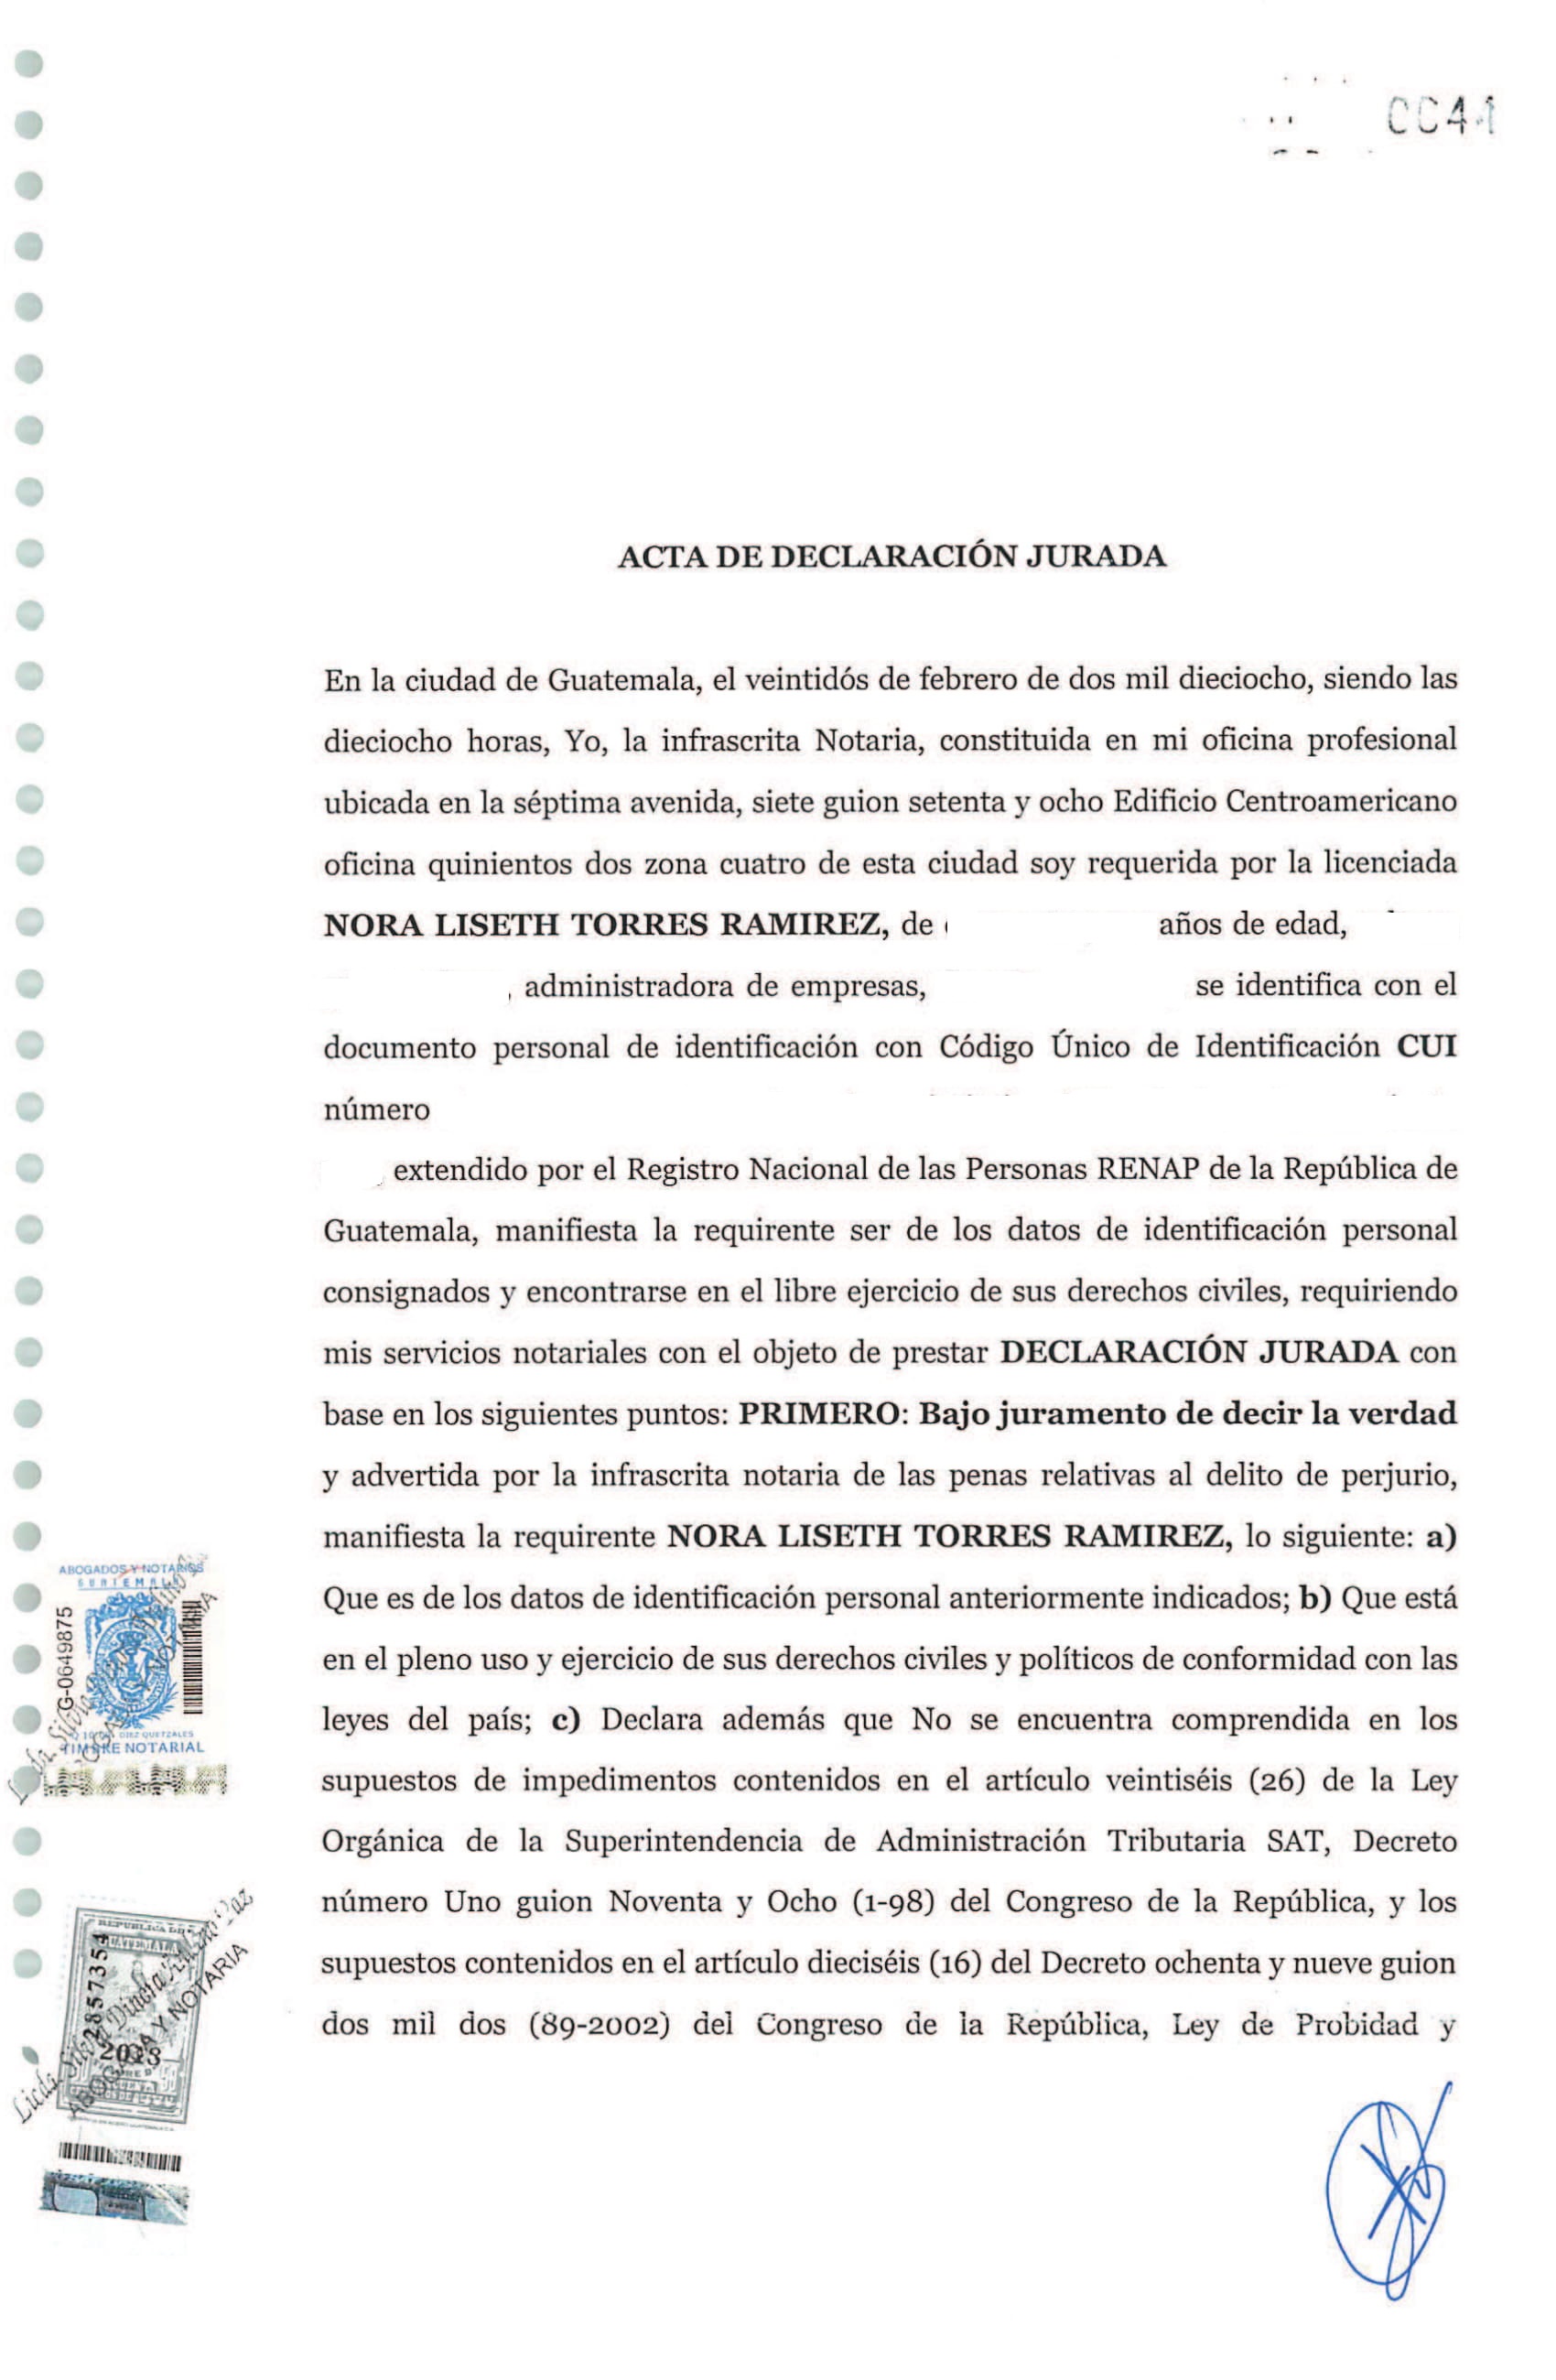 CC41
ACTA DE DECLARACIÓN JURADA
En la ciudad de Guatemala, el veintidós de febrero de dos mil dieciocho, siendo las
dieciocho horas, Yo, la infrascrita Notaria, constituida en mi oficina profesional
ubicada en la séptima avenida, siete guion setenta y ocho Edificio Centroamericano
oficina quinientos dos zona cuatro de esta ciudad soy requerida por la licenciada
NORA LISETH TORRES RAMIREZ, de años de edad,
, administradora de empresas, se identifica con el
documento personal de identificación con Código Único de Identificación CUI
número
extendido por el Registro Nacional de las Personas RENAP de la República de
Guatemala, manifiesta la requirente ser de los datos de identificación personal
consignados y encontrarse en el libre ejercicio de sus derechos civiles, requiriendo
mis servicios notariales con el objeto de prestar DECLARACIÓN JURADA con
base en los siguientes puntos: PRIMERO: Bajo juramento de decir la verdad
y advertida por la infrascrita notaria de las penas relativas al delito de perjurio,
manifiesta la requirente NORA LISETH TORRES RAMIREZ, lo siguiente: a)
Que es de los datos de identificación personal anteriormente indicados; b) Que está
en el pleno uso y ejercicio de sus derechos civiles y políticos de conformidad con las
leyes del país; c) Declara además que No se encuentra comprendida en los
supuestos de impedimentos contenidos en el artículo veintiséis (26) de la Ley
Orgánica de la Superintendencia de Administración Tributaria SAT, Decreto
número Uno guion Noventa y Ocho (1-98) del Congreso de la República, y los
supuestos contenidos en el artículo dieciséis (16) del Decreto ochenta y nueve guion
dos mil dos (89-2002) del Congreso de la República, Ley de Probidad y
ABOGADOS Y NOTARIOS
GUATEMALA
G-0649875
DIEZ QUETZALES
TIMBRE NOTARIAL
REPUBLICA DE
GUATEMALA
Licda. Silvia
ABOGADA Y NOTARIA